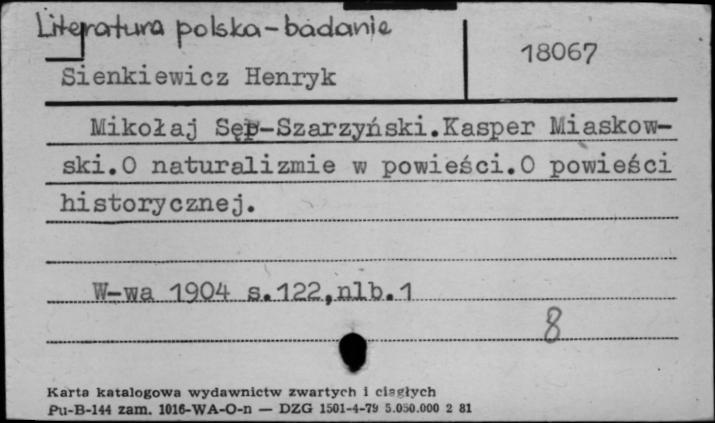 Literatura polska-badanie
18067
Sienkiewicz Henryk
Mikołaj Sęp-Szarzyński.Kasper Miaskow-
ski.O naturalizmie w powieści.O powieści
historycznej.
W-wa 1904 s.122,nlb.1
8
Karta katalogowa wydawnictw zwartych i ciągłych
Pu-B-144 zam. 1016-WA-O-n — DZG 1501-4-79 5.050.000 2 81